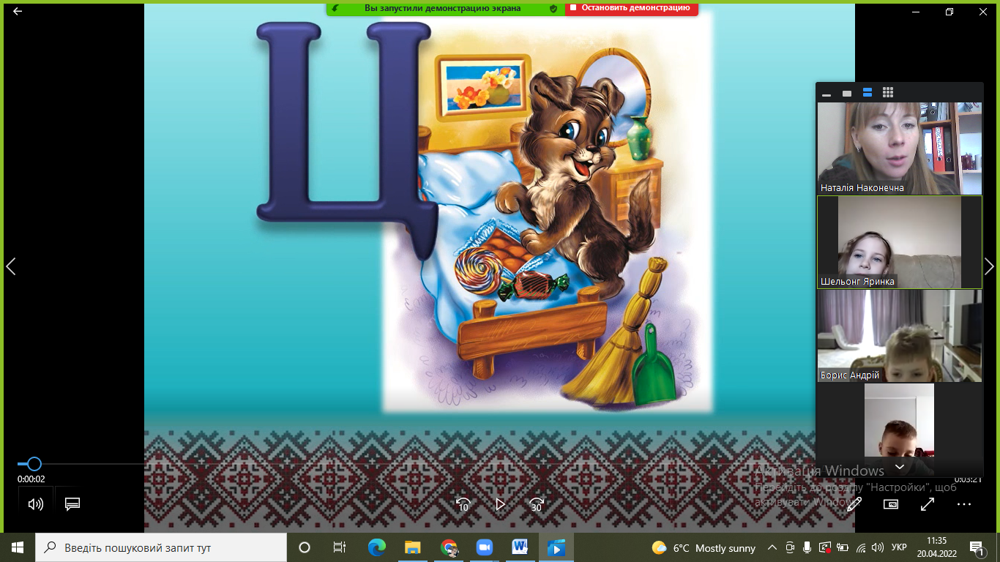 Вы запустили демонстрацию экрана
Остановить демонстрацию
Ц
Наталія Наконечна
Шельонг Яринка
Борис Андрій
0:00:02
0:03:21
Активація Windows
Перейдіть до розділу "Настройки", щоб
активувати Windows
10
30
Введіть пошуковий запит тут
6°C Mostly sunny
УКР
11:35
20.04.2022
1